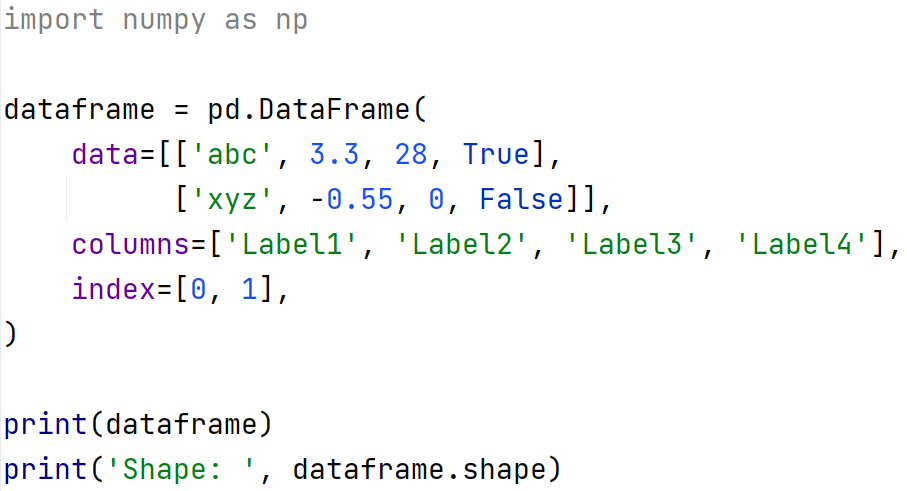 import numpy as np
dataframe = pd.DataFrame(
    data=[['abc', 3.3, 28, True],
          ['xyz', -0.55, 0, False]],
    columns=['Label1', 'Label2', 'Label3', 'Label4'],
    index=[0, 1],
)
print(dataframe)
print('Shape: ', dataframe.shape)